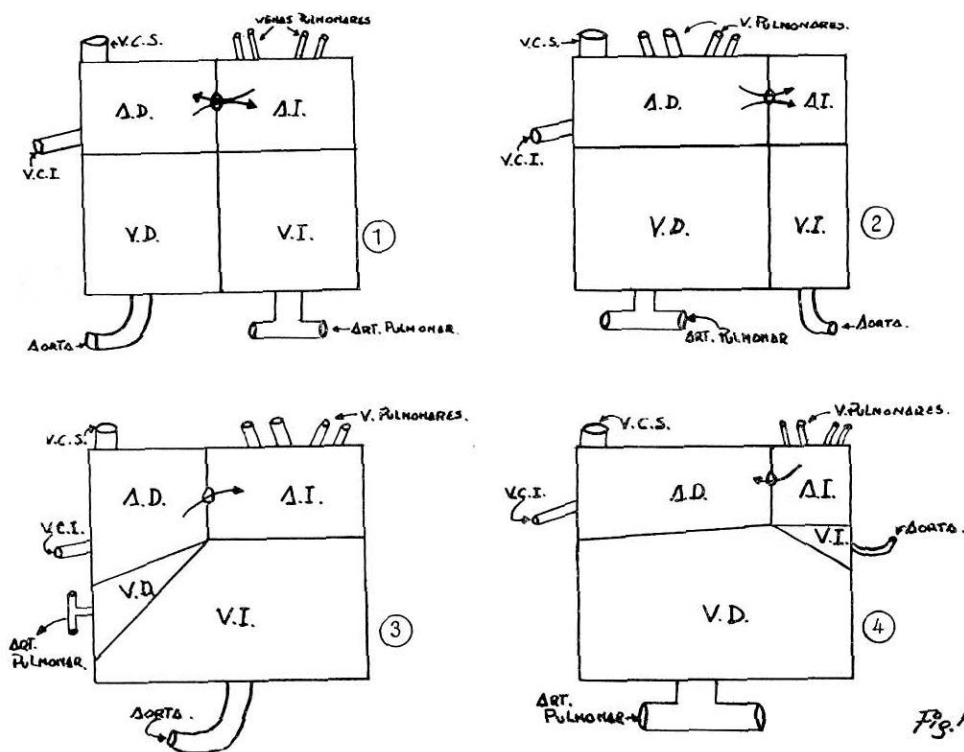 V.C.S.
VENAS PULMONARES
A.D.
A.I.
V.C.I.
V.D.
V.I.
1
AORTA
ART. PULMONAR
V. PULMONARES
V.C.S.
A.D.
A.I.
V.C.I.
V.D.
V.I.
2
ART. PULMONAR
AORTA.
V. PULMONARES.
V.C.S.
A.D.
A.I.
V.C.I.
V.D.
V.I.
3
ART.
PULMONAR
AORTA.
V.C.S.
V. PULMONARES.
A.D.
A.I.
V.C.I.
V.I.
AORTA.
V.D.
4
ART.
PULMONAR
Fig.